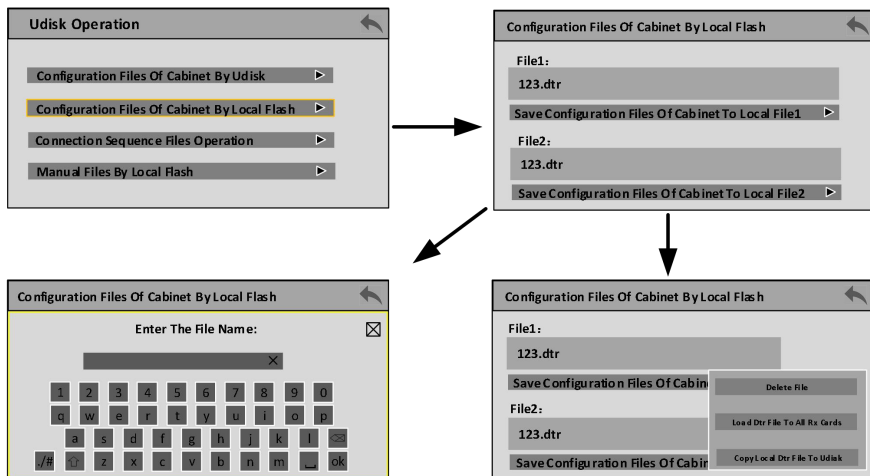 Udisk Operation
Configuration Files Of Cabinet By Udisk
Configuration Files Of Cabinet By Local Flash
Connection Sequence Files Operation
Manual Files By Local Flash
Configuration Files Of Cabinet By Local Flash
File1:
123.dtr
Save Configuration Files Of Cabinet To Local File1
File2:
123.dtr
Save Configuration Files Of Cabinet To Local File2
Configuration Files Of Cabinet By Local Flash
Enter The File Name:
1 2 3 4 5 6 7 8 9 0
q w e r t y u i o p
a s d f g h j k l
./# z x c v b n m ok
Configuration Files Of Cabinet By Local Flash
File1:
123.dtr
Save Configuration Files Of Cabin
File2:
123.dtr
Save Configuration Files Of Cabin
Delete File
Load Dtr File To All Rx Cards
Copy Local Dtr File To Udisk